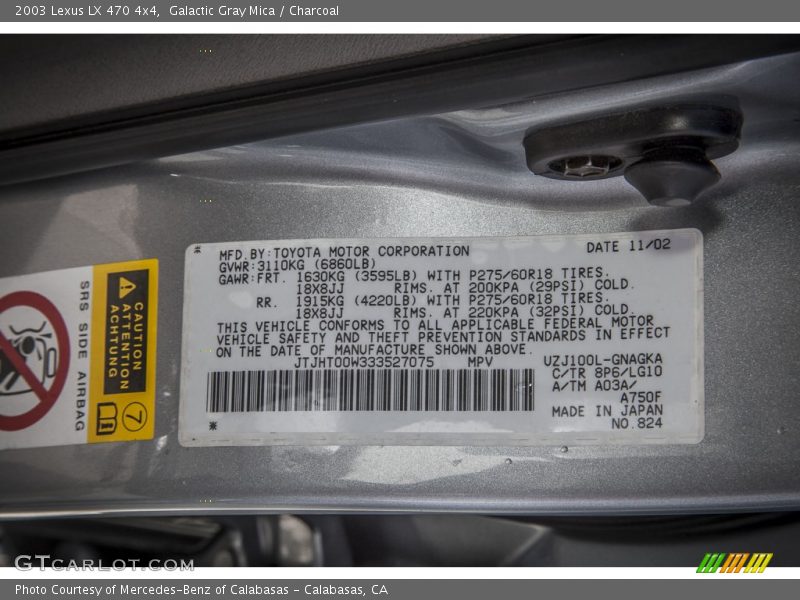 2003 Lexus LX 470 4x4, Galactic Gray Mica / Charcoal
MFD.BY:TOYOTA MOTOR CORPORATION DATE 11/02
GVWR:3110KG (6860LB)
GAWR:FRT. 1630KG (3595LB) WITH P275/60R18 TIRES.
18X8JJ RIMS. AT 200KPA (29PSI) COLD.
RR. 1915KG (4220LB) WITH P275/60R18 TIRES.
18X8JJ RIMS. AT 220KPA (32PSI) COLD.
THIS VEHICLE CONFORMS TO ALL APPLICABLE FEDERAL MOTOR
VEHICLE SAFETY AND THEFT PREVENTION STANDARDS IN EFFECT
ON THE DATE OF MANUFACTURE SHOWN ABOVE.
JTJHT00W333527075 MPV
UZJ100L-GNAGKA
C/TR 8P6/LG10
A/TM A03A/
A750F
MADE IN JAPAN
NO.824
SRS SIDE AIRBAG
CAUTION
ATTENTION
ACHTUNG
7
GTCARLOT.COM
Photo Courtesy of Mercedes-Benz of Calabasas - Calabasas, CA